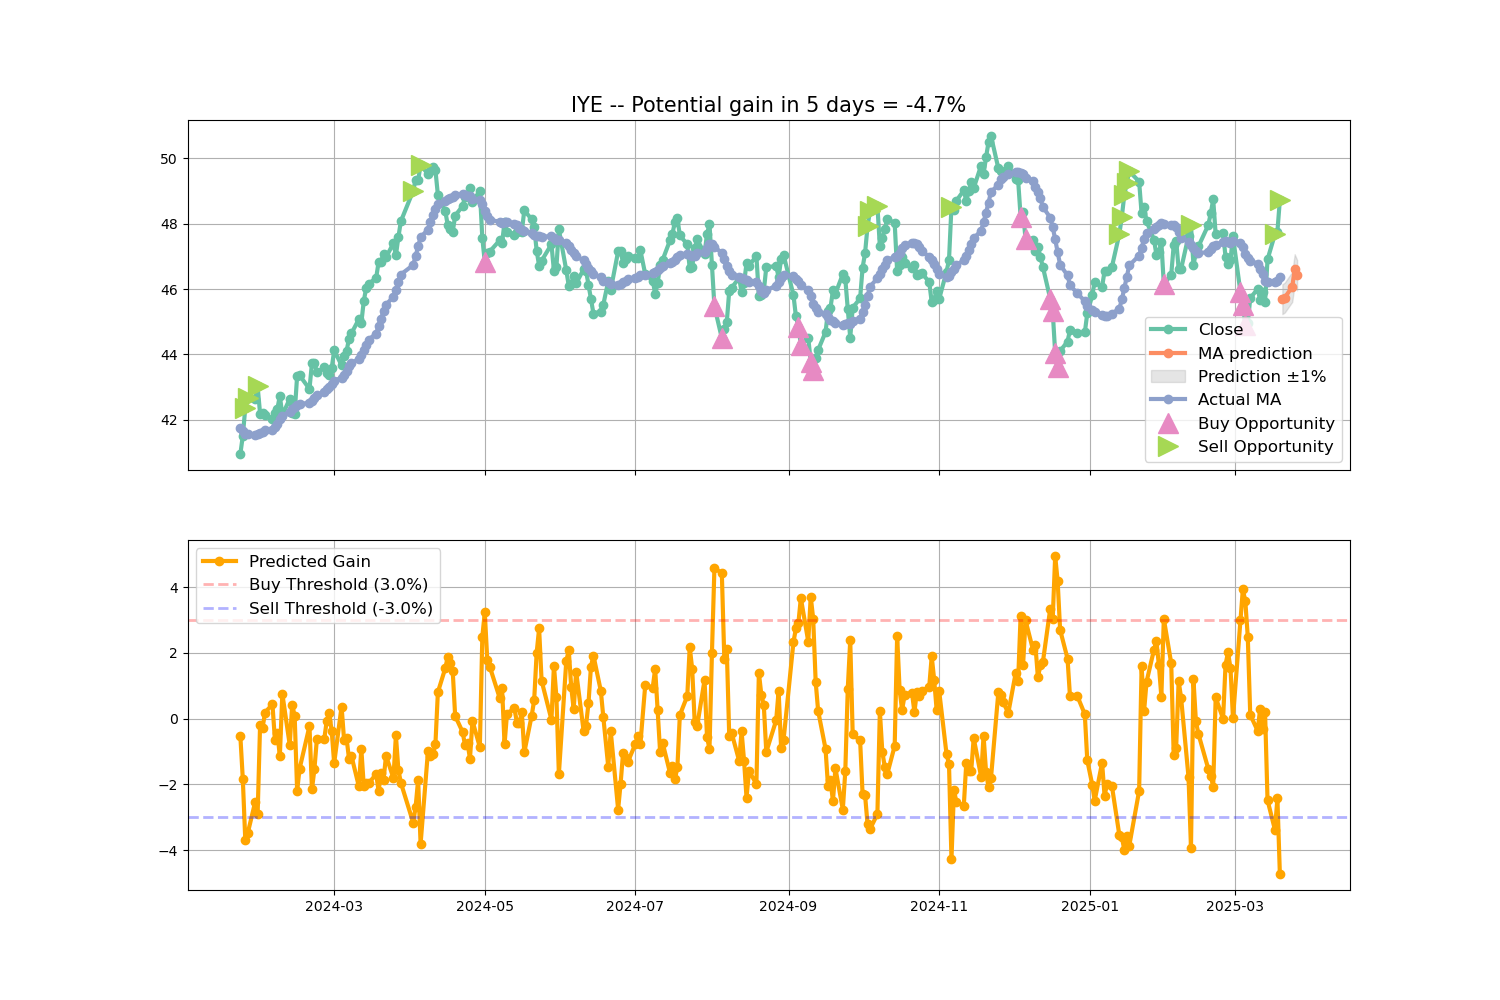 IYE -- Potential gain in 5 days = -4.7%
50
48
46
44
42
Close
MA prediction
Prediction ±1%
Actual MA
Buy Opportunity
Sell Opportunity
Predicted Gain
Buy Threshold (3.0%)
Sell Threshold (-3.0%)
4
2
0
−2
−4
2024-03
2024-05
2024-07
2024-09
2024-11
2025-01
2025-03